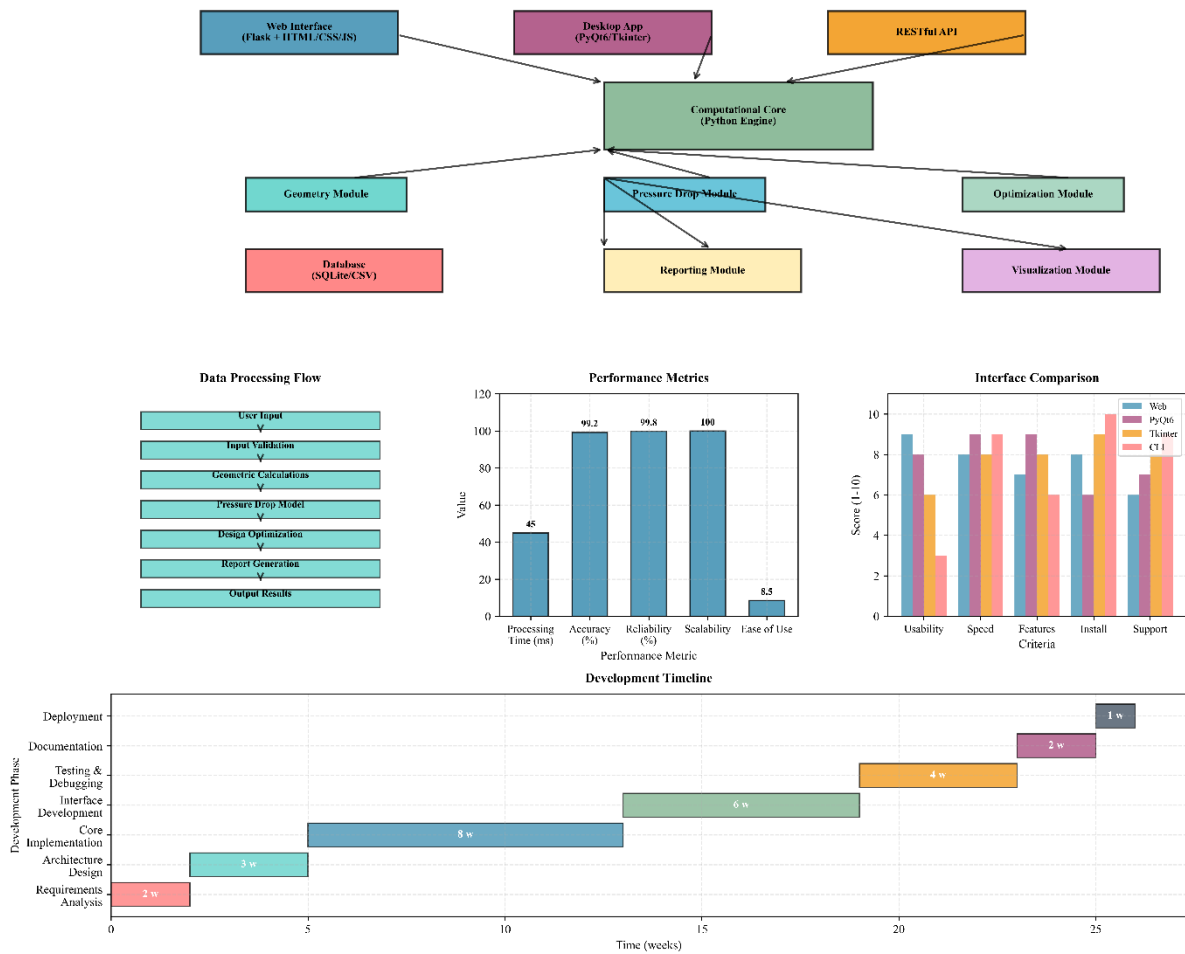 Web Interface
(Flask + HTML/CSS/JS)
Desktop App
(PyQt6/Tkinter)
RESTful API
Computational Core
(Python Engine)
Geometry Module
Pressure Drop Module
Optimization Module
Database
(SQLite/CSV)
Reporting Module
Visualization Module
Data Processing Flow
User Input
Input Validation
Geometric Calculations
Pressure Drop Model
Design Optimization
Report Generation
Output Results
Performance Metrics
120
100
80
60
40
20
0
Value
45
99.2
99.8
100
8.5
Processing
Time (ms)
Accuracy
(%)
Reliability
(%)
Scalability
Ease of Use
Performance Metric
Interface Comparison
Web
PyQt6
Tkinter
CLI
10
8
6
4
2
0
Score (1-10)
Usability
Speed
Features
Install
Support
Criteria
Development Timeline
Development Phase
Deployment
1 w
Documentation
2 w
Testing &
Debugging
4 w
Interface
Development
6 w
Core
Implementation
8 w
Architecture
Design
3 w
Requirements
Analysis
2 w
0
5
10
15
20
25
Time (weeks)